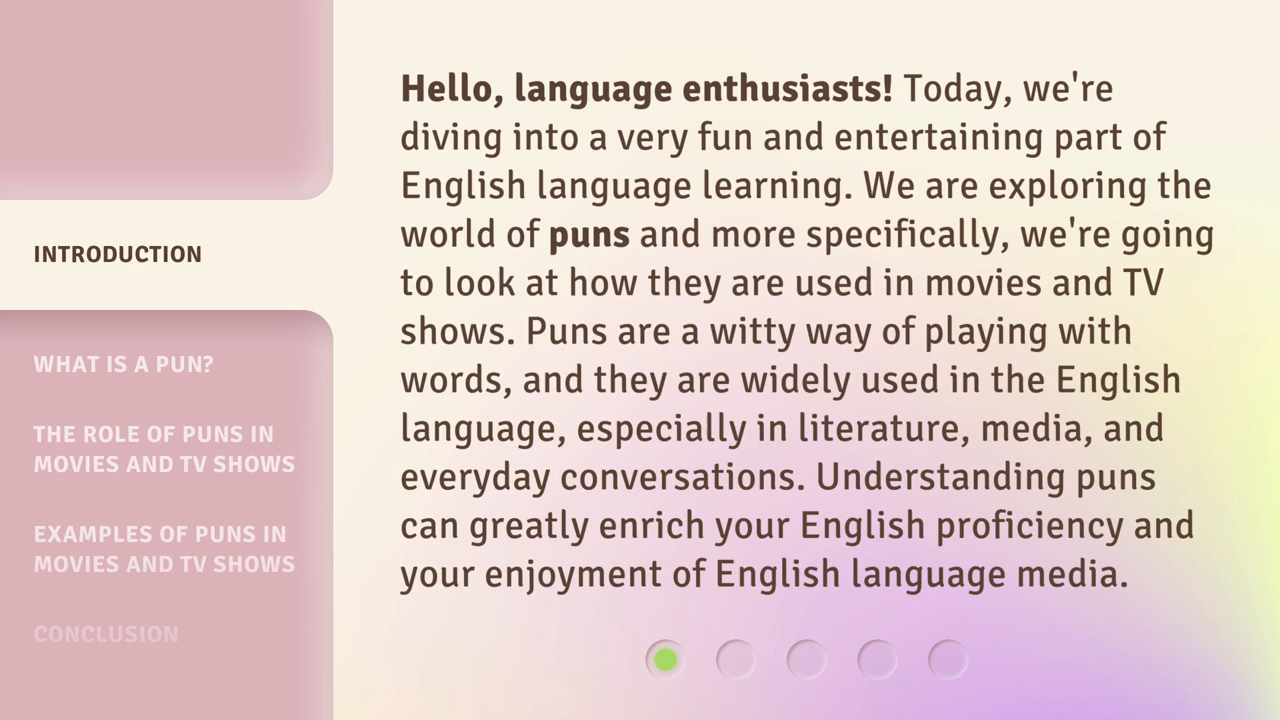 INTRODUCTION
WHAT IS A PUN?
THE ROLE OF PUNS IN
MOVIES AND TV SHOWS
EXAMPLES OF PUNS IN
MOVIES AND TV SHOWS
CONCLUSION
Hello, language enthusiasts! Today, we're
diving into a very fun and entertaining part of
English language learning. We are exploring the
world of puns and more specifically, we're going
to look at how they are used in movies and TV
shows. Puns are a witty way of playing with
words, and they are widely used in the English
language, especially in literature, media, and
everyday conversations. Understanding puns
can greatly enrich your English proficiency and
your enjoyment of English language media.